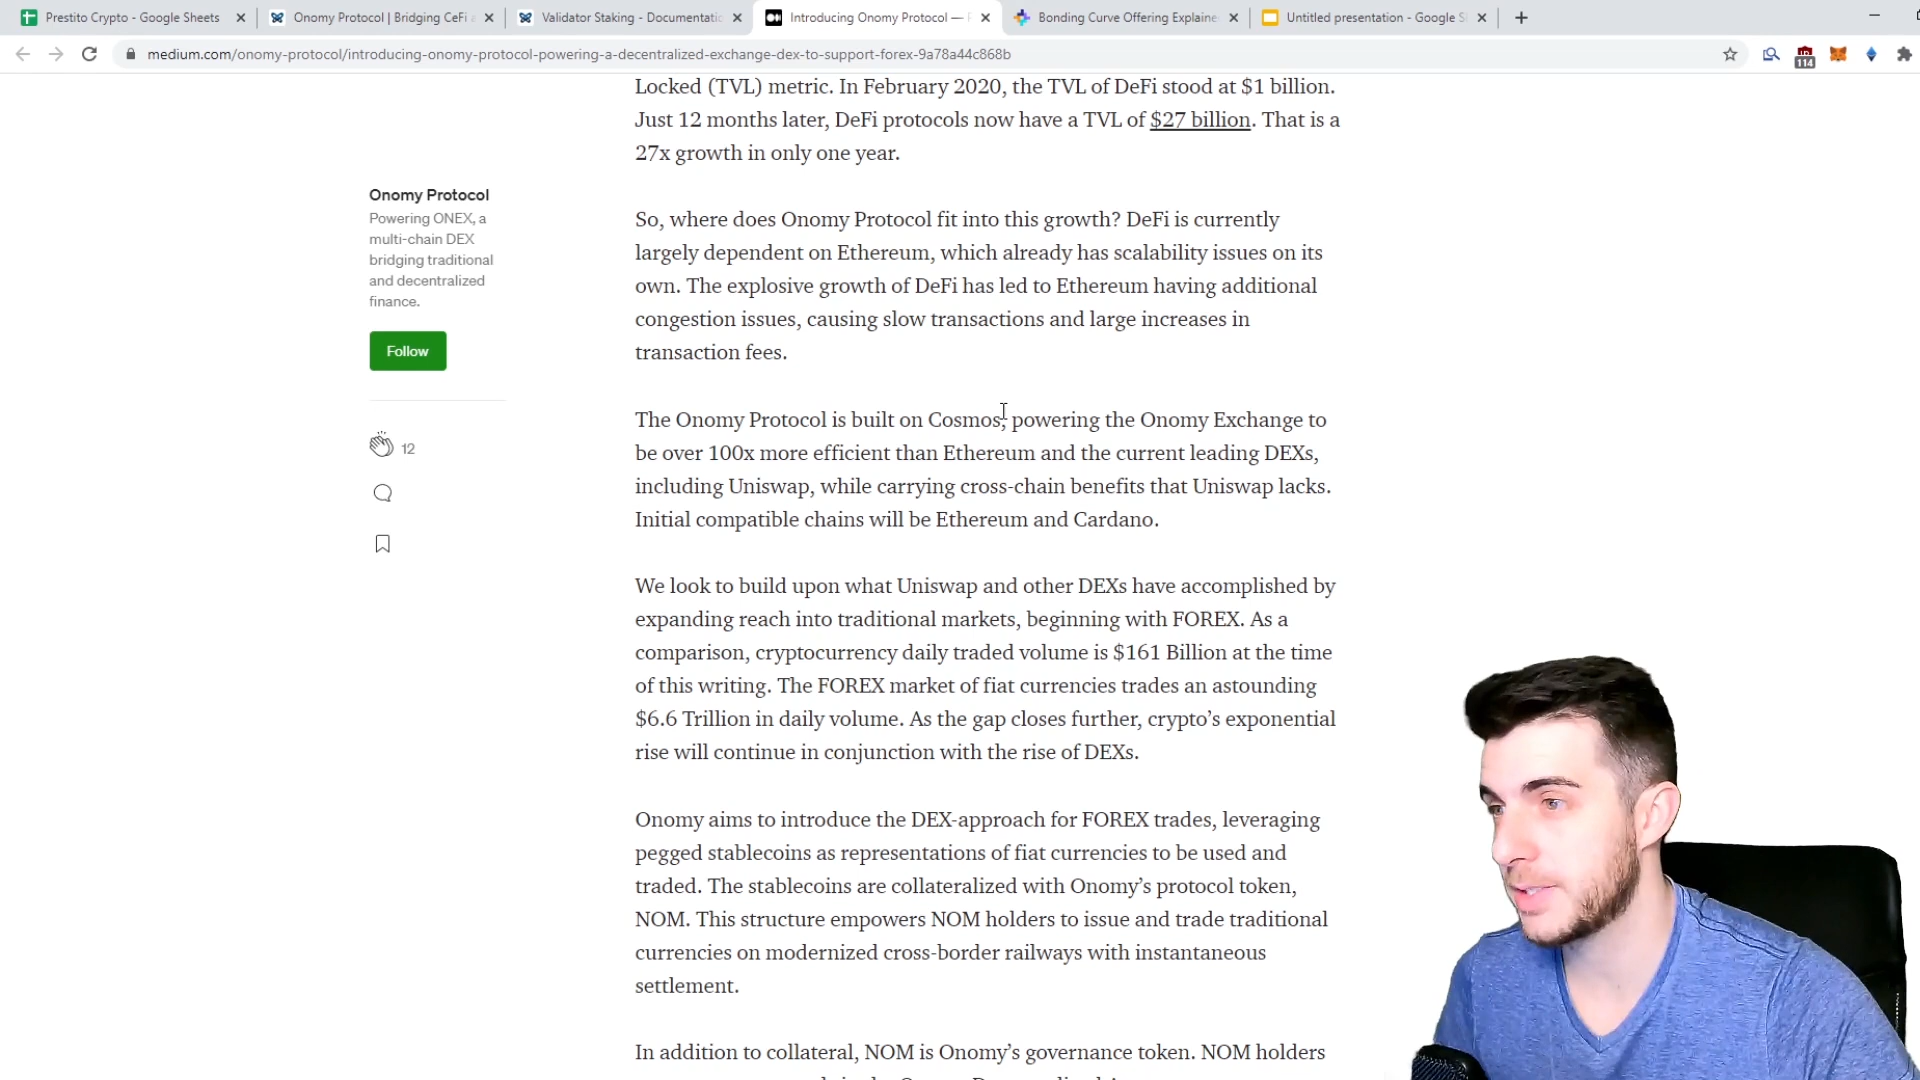 Prestito Crypto - Google Sheets
Onomy Protocol | Bridging CeFi a
Validator Staking - Documentatic
Introducing Onomy Protocol —
Bonding Curve Offering Explaine
Untitled presentation - Google Sl
medium.com/onomy-protocol/introducing-onomy-protocol-powering-a-decentralized-exchange-dex-to-support-forex-9a78a44c868b
114
Locked (TVL) metric. In February 2020, the TVL of DeFi stood at $1 billion.
Just 12 months later, DeFi protocols now have a TVL of $27 billion. That is a
27x growth in only one year.
Onomy Protocol
Powering ONEX, a
multi-chain DEX
bridging traditional
and decentralized
finance.
Follow
12
So, where does Onomy Protocol fit into this growth? DeFi is currently
largely dependent on Ethereum, which already has scalability issues on its
own. The explosive growth of DeFi has led to Ethereum having additional
congestion issues, causing slow transactions and large increases in
transaction fees.
The Onomy Protocol is built on Cosmos, powering the Onomy Exchange to
be over 100x more efficient than Ethereum and the current leading DEXs,
including Uniswap, while carrying cross-chain benefits that Uniswap lacks.
Initial compatible chains will be Ethereum and Cardano.
We look to build upon what Uniswap and other DEXs have accomplished by
expanding reach into traditional markets, beginning with FOREX. As a
comparison, cryptocurrency daily traded volume is $161 Billion at the time
of this writing. The FOREX market of fiat currencies trades an astounding
$6.6 Trillion in daily volume. As the gap closes further, crypto’s exponential
rise will continue in conjunction with the rise of DEXs.
Onomy aims to introduce the DEX-approach for FOREX trades, leveraging
pegged stablecoins as representations of fiat currencies to be used and
traded. The stablecoins are collateralized with Onomy’s protocol token,
NOM. This structure empowers NOM holders to issue and trade traditional
currencies on modernized cross-border railways with instantaneous
settlement.
In addition to collateral, NOM is Onomy’s governance token. NOM holders